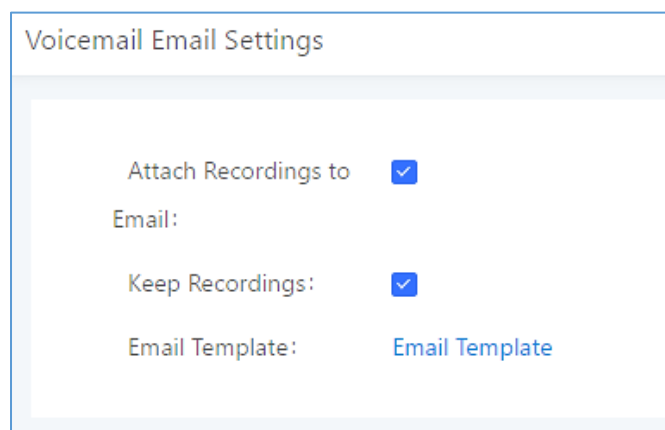 Voicemail Email Settings
Attach Recordings to
Email:
Keep Recordings:
Email Template:
Email Template